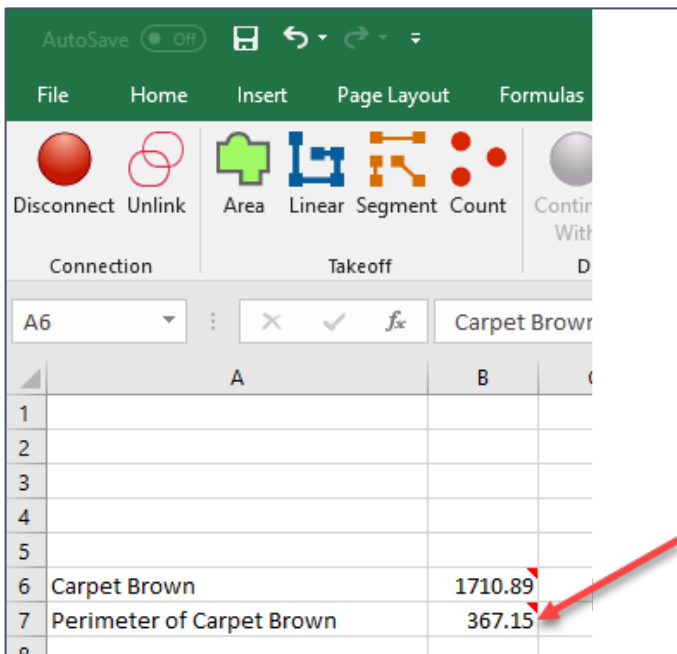 AutoSave Off
File Home Insert Page Layout Formulas
Disconnect Unlink Area Linear Segment Count
Connection Takeoff
A6 fx Carpet Brown
A B
1
2
3
4
5
6 Carpet Brown 1710.89
7 Perimeter of Carpet Brown 367.15
8